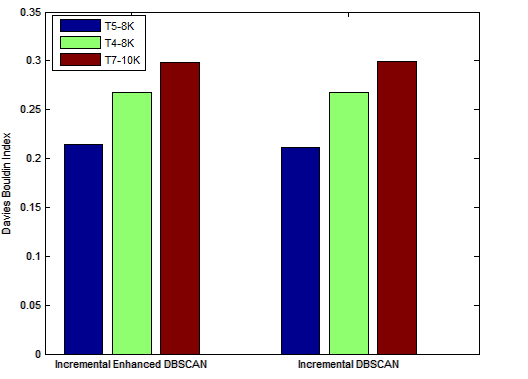 T5-8K
T4-8K
T7-10K
0.35
0.3
0.25
0.2
0.15
0.1
0.05
0
Davies Bouldin Index
Incremental Enhanced DBSCAN
Incremental DBSCAN